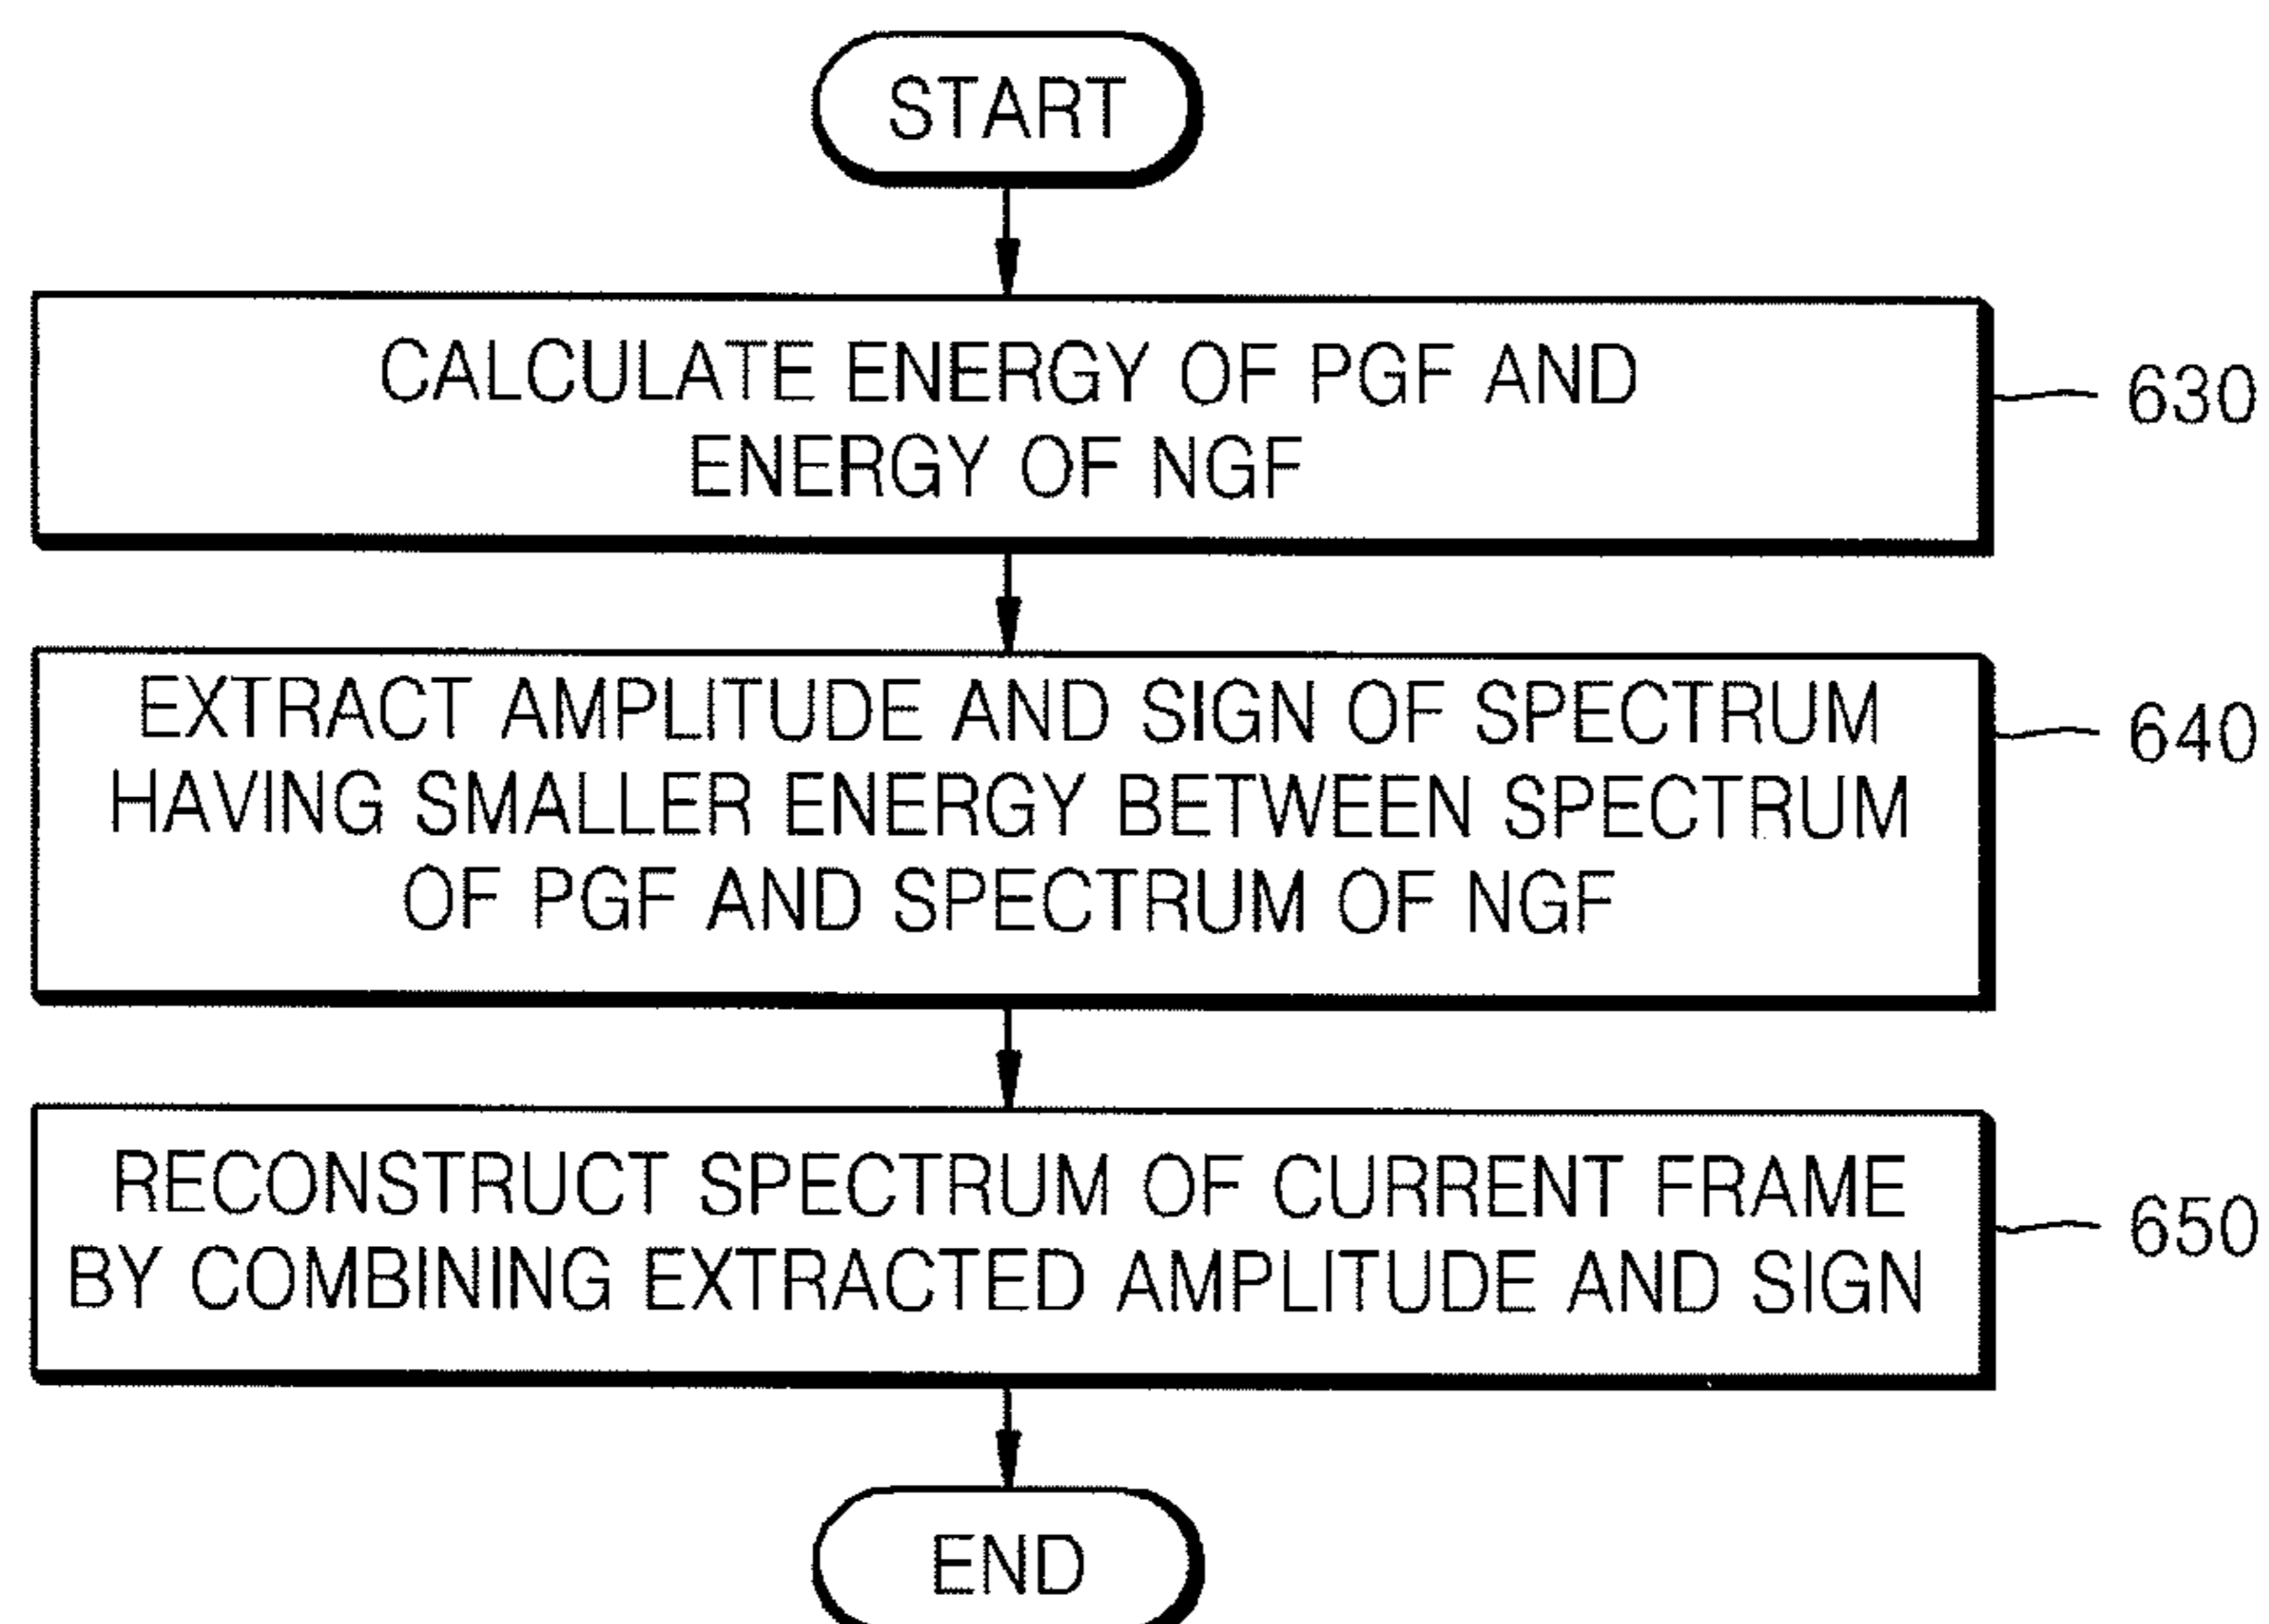 START
CALCULATE ENERGY OF PGF AND
ENERGY OF NGF
630
EXTRACT AMPLITUDE AND SIGN OF SPECTRUM
HAVING SMALLER ENERGY BETWEEN SPECTRUM
OF PGF AND SPECTRUM OF NGF
640
RECONSTRUCT SPECTRUM OF CURRENT FRAME
BY COMBINING EXTRACTED AMPLITUDE AND SIGN
650
END